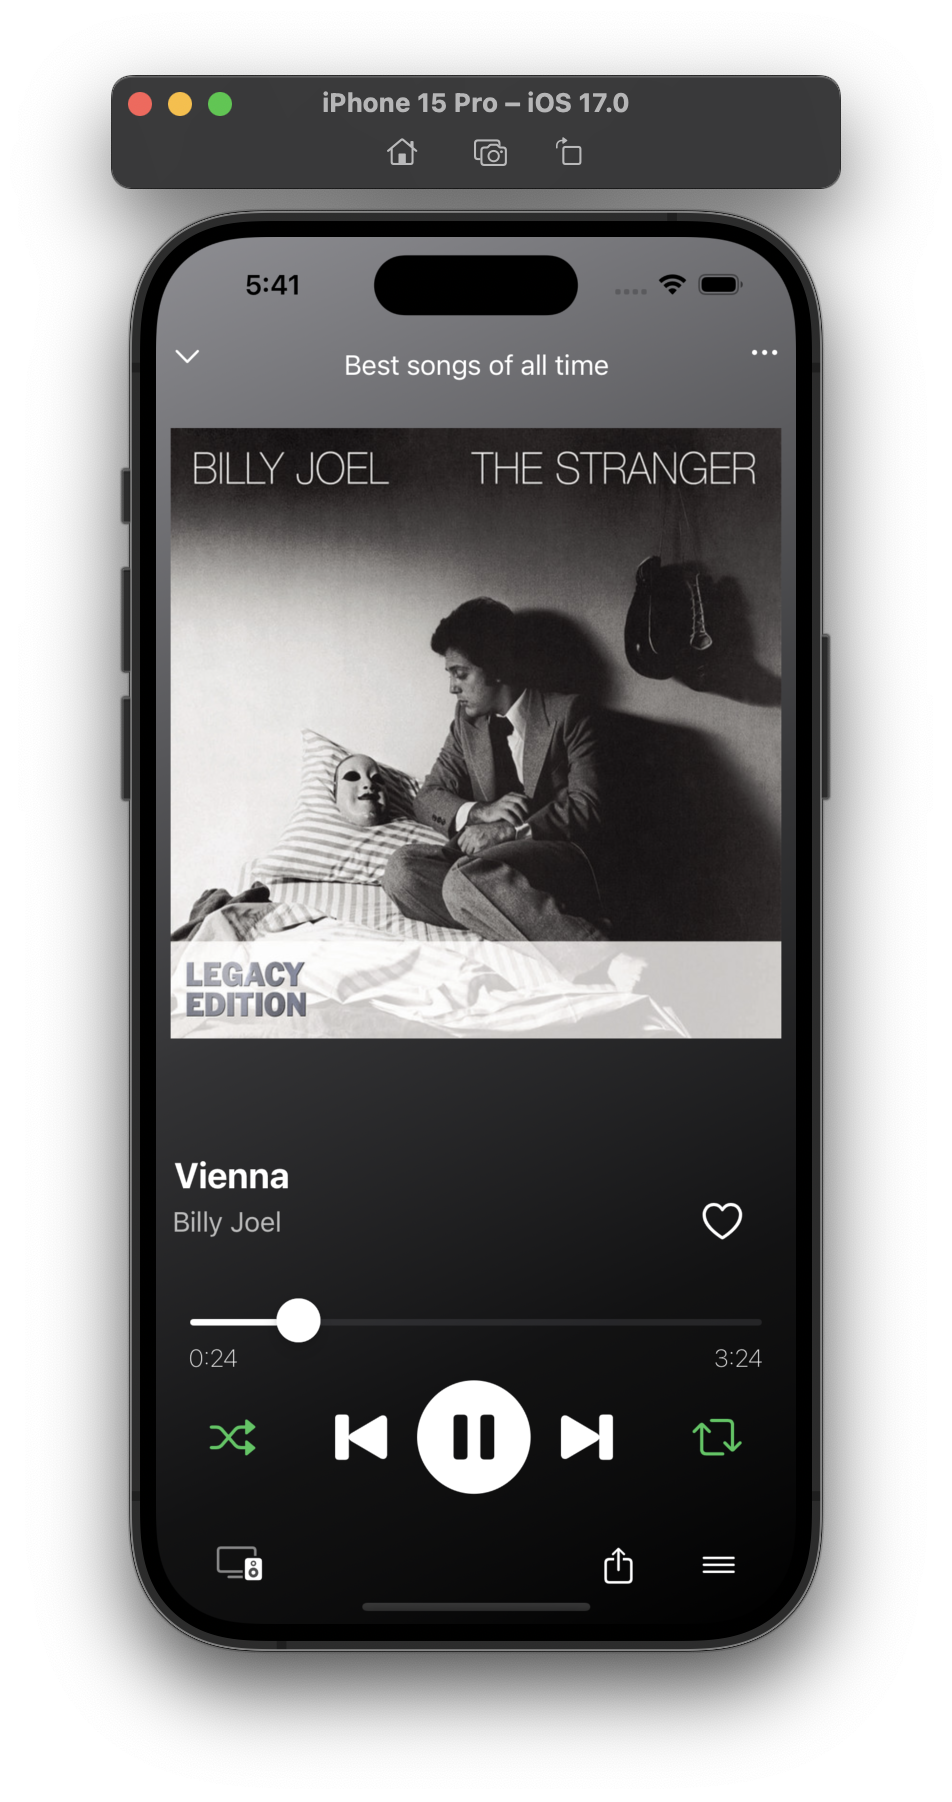 iPhone 15 Pro – iOS 17.0
5:41
Best songs of all time
BILLY JOEL THE STRANGER
LEGACY
EDITION
Vienna
Billy Joel
0:24 3:24